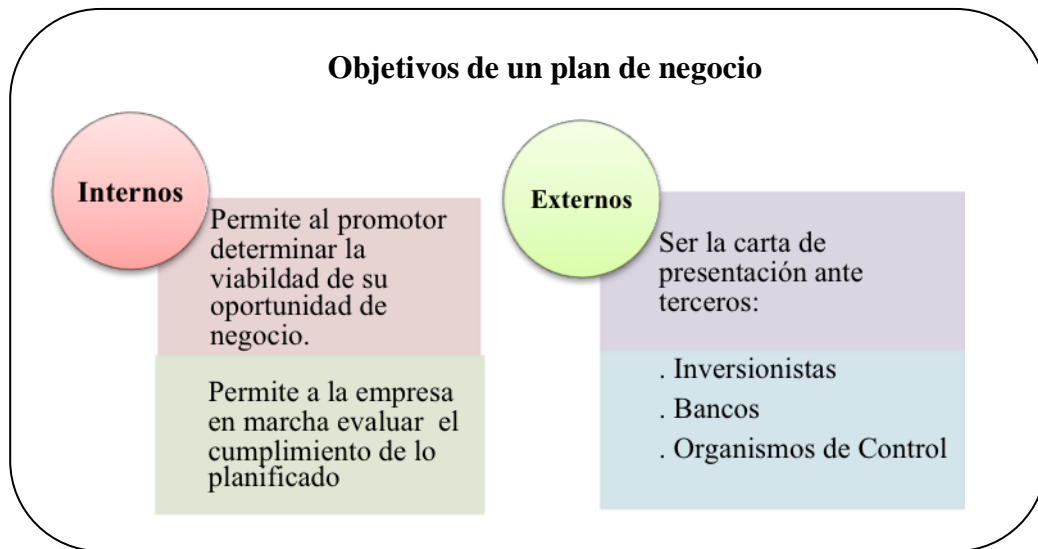 Objetivos de un plan de negocio
Internos
Permite al promotor
determinar la
viabildad de su
oportunidad de
negocio.
Permite a la empresa
en marcha evaluar  el
cumplimiento de lo
planificado
Externos
Ser la carta de
presentación ante
terceros:
. Inversionistas
. Bancos
. Organismos de Control